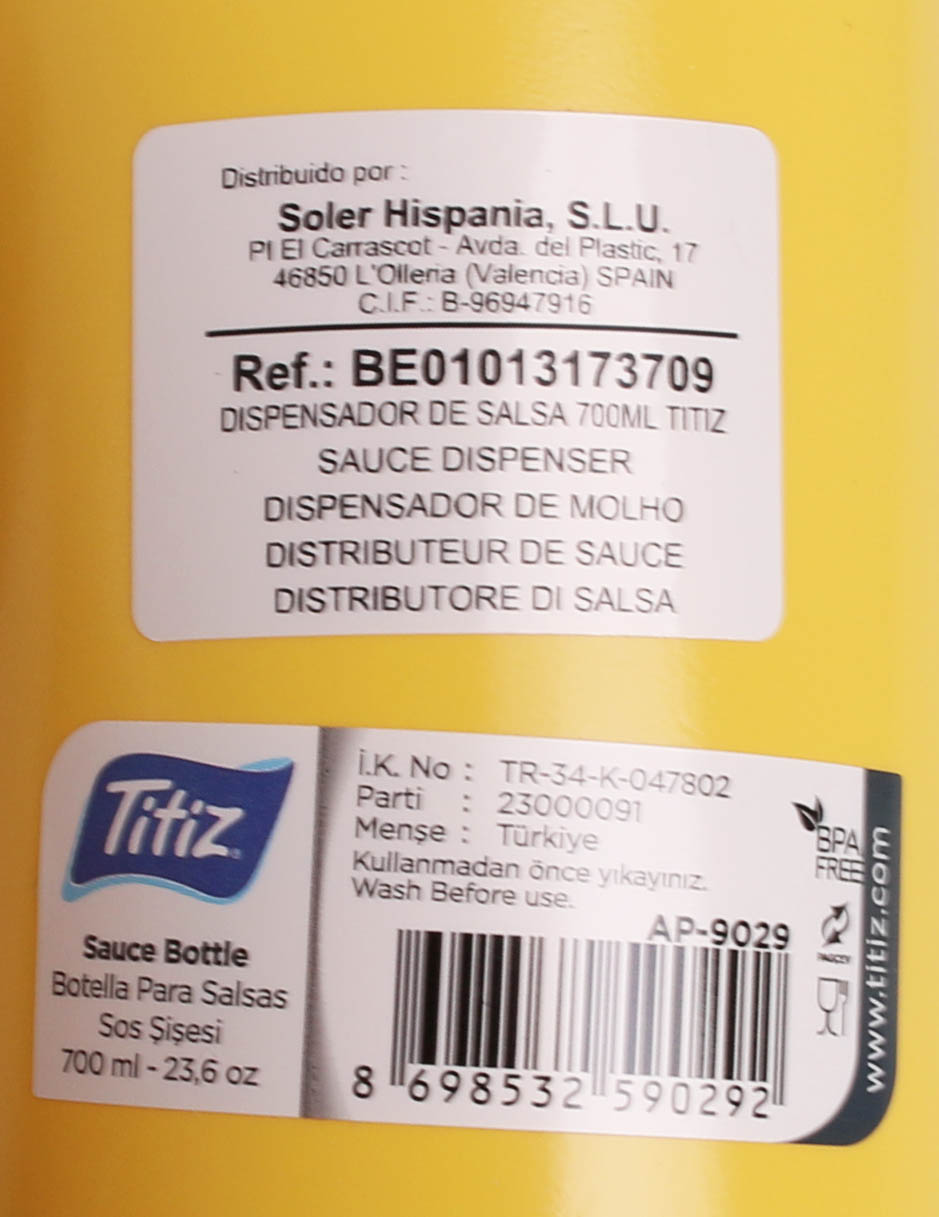 Distribuido por :
Soler Hispania, S.L.U.
PI El Carrascot - Avda. del Plastic, 17
46850 L'Olleria (Valencia) SPAIN
C.I.F.: B-96947916
Ref.: BE01013173709
DISPENSADOR DE SALSA 700ML TITIZ
SAUCE DISPENSER
DISPENSADOR DE MOLHO
DISTRIBUTEUR DE SAUCE
DISTRIBUTORE DI SALSA
Titiz
Sauce Bottle
Botella Para Salsas
Sos Şişesi
700 ml - 23,6 oz
İ.K. No : TR-34-K-047802
Parti : 23000091
Menşe : Türkiye
Kullanmadan önce yıkayınız.
Wash Before use.
AP-9029
8 698532 590292
BPA
FREE
www.titiz.com